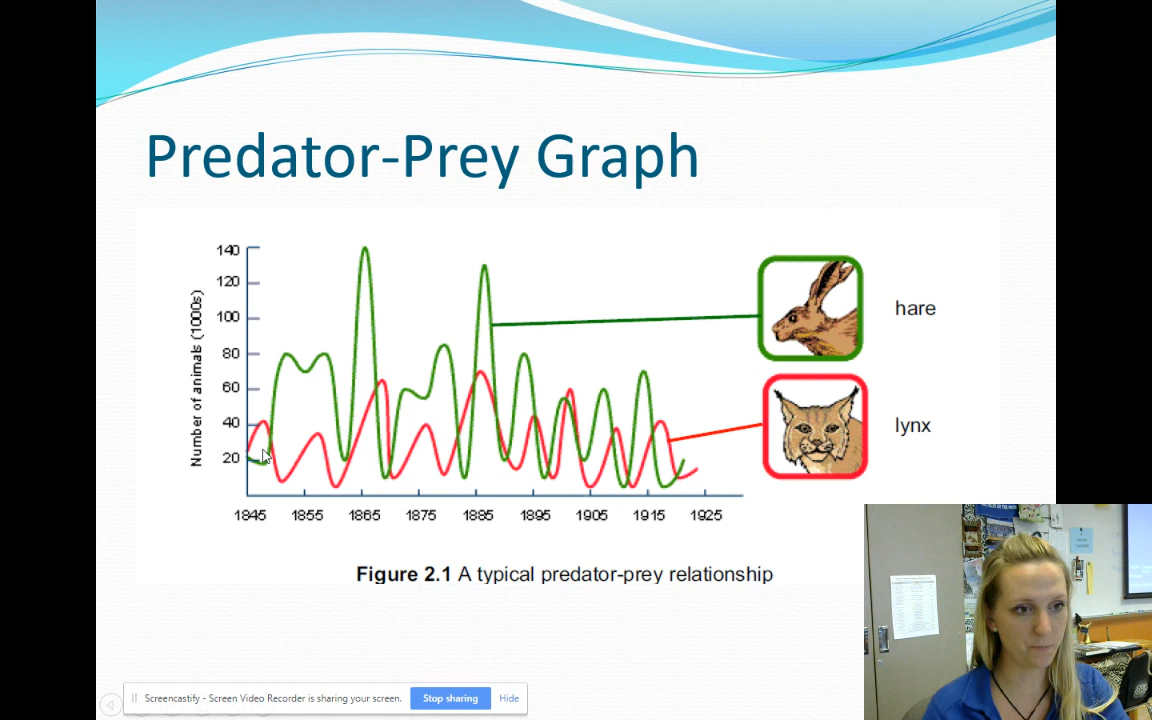 Predator-Prey Graph
Number of animals (1000s)
140
120
100
80
60
40
20
1845 1855 1865 1875 1885 1895 1905 1915 1925
hare
lynx
Figure 2.1 A typical predator-prey relationship
Screencastify - Screen Video Recorder is sharing your screen. Stop sharing Hide